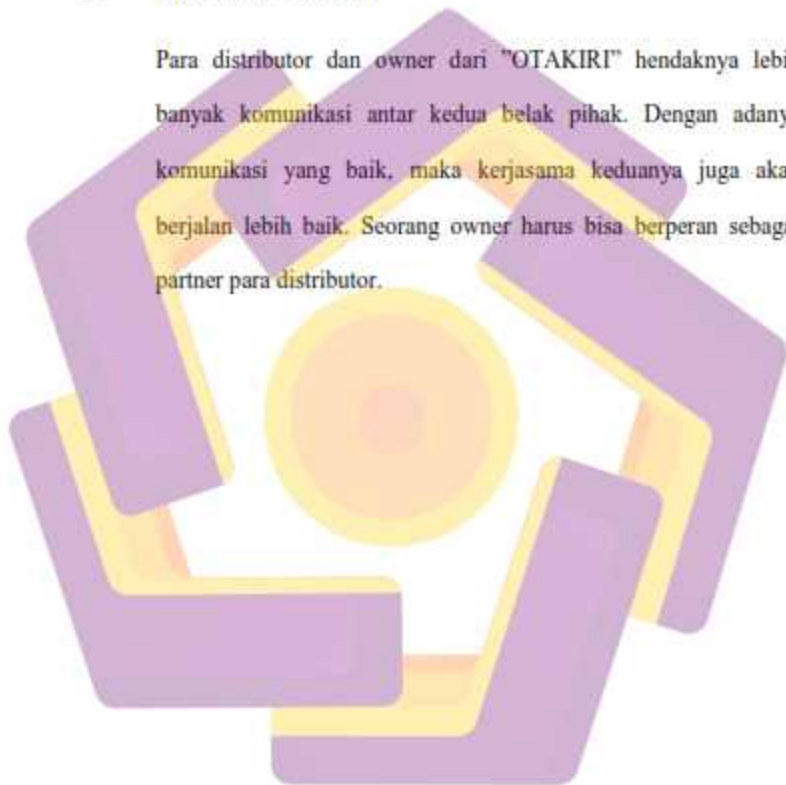 Para distributor dan owner dari ”OTAKIRI” hendaknya lebi
banyak komunikasi antar kedua belak pihak. Dengan adany
komunikasi yang baik, maka kerjasama keduanya juga aka
berjalan lebih baik. Seorang owner harus bisa berperan sebaga
partner para distributor.